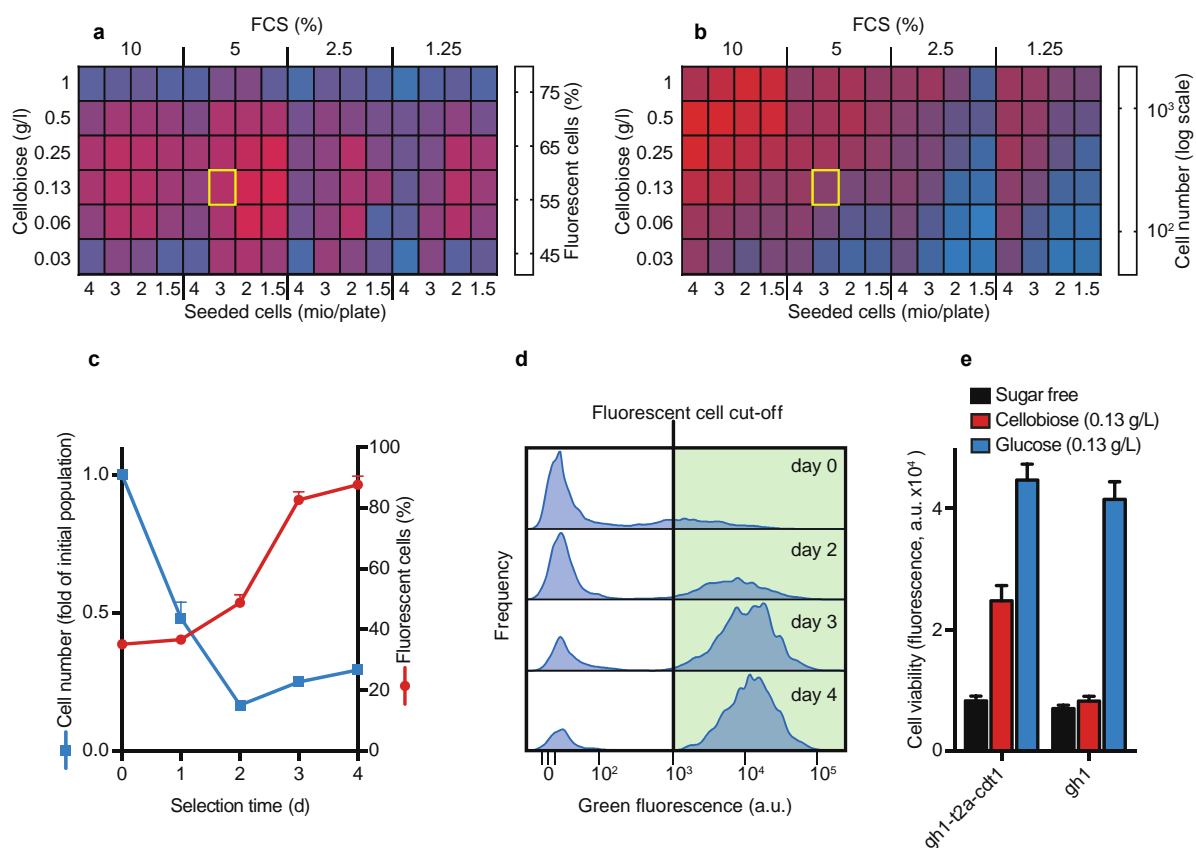 a
FCS (%)
10 5 2.5 1.25
Cellobiose (g/l)
1
0.5
0.25
0.13
0.06
0.03
4 3 2 1.5 4 3 2 1.5 4 3 2 1.5 4 3 2 1.5
Seeded cells (mio/plate)
75
65
55
45
Fluorescent cells (%)
b
FCS (%)
10 5 2.5 1.25
Cellobiose (g/l)
1
0.5
0.25
0.13
0.06
0.03
4 3 2 1.5 4 3 2 1.5 4 3 2 1.5 4 3 2 1.5
Seeded cells (mio/plate)
10³
10²
Cell number (log scale)
c
Cell number (fold of initial population)
1.0
0.5
0.0
100
80
60
40
20
0
Fluorescent cells (%)
0 1 2 3 4
Selection time (d)
d
Fluorescent cell cut-off
Frequency
day 0
day 2
day 3
day 4
0 10² 10³ 10⁴ 10⁵
Green fluorescence (a.u.)
e
Sugar free
Cellobiose (0.13 g/L)
Glucose (0.13 g/L)
Cell viability (fluorescence, a.u. x10⁴)
4
2
0
gh1-t2a-cdt1
gh1